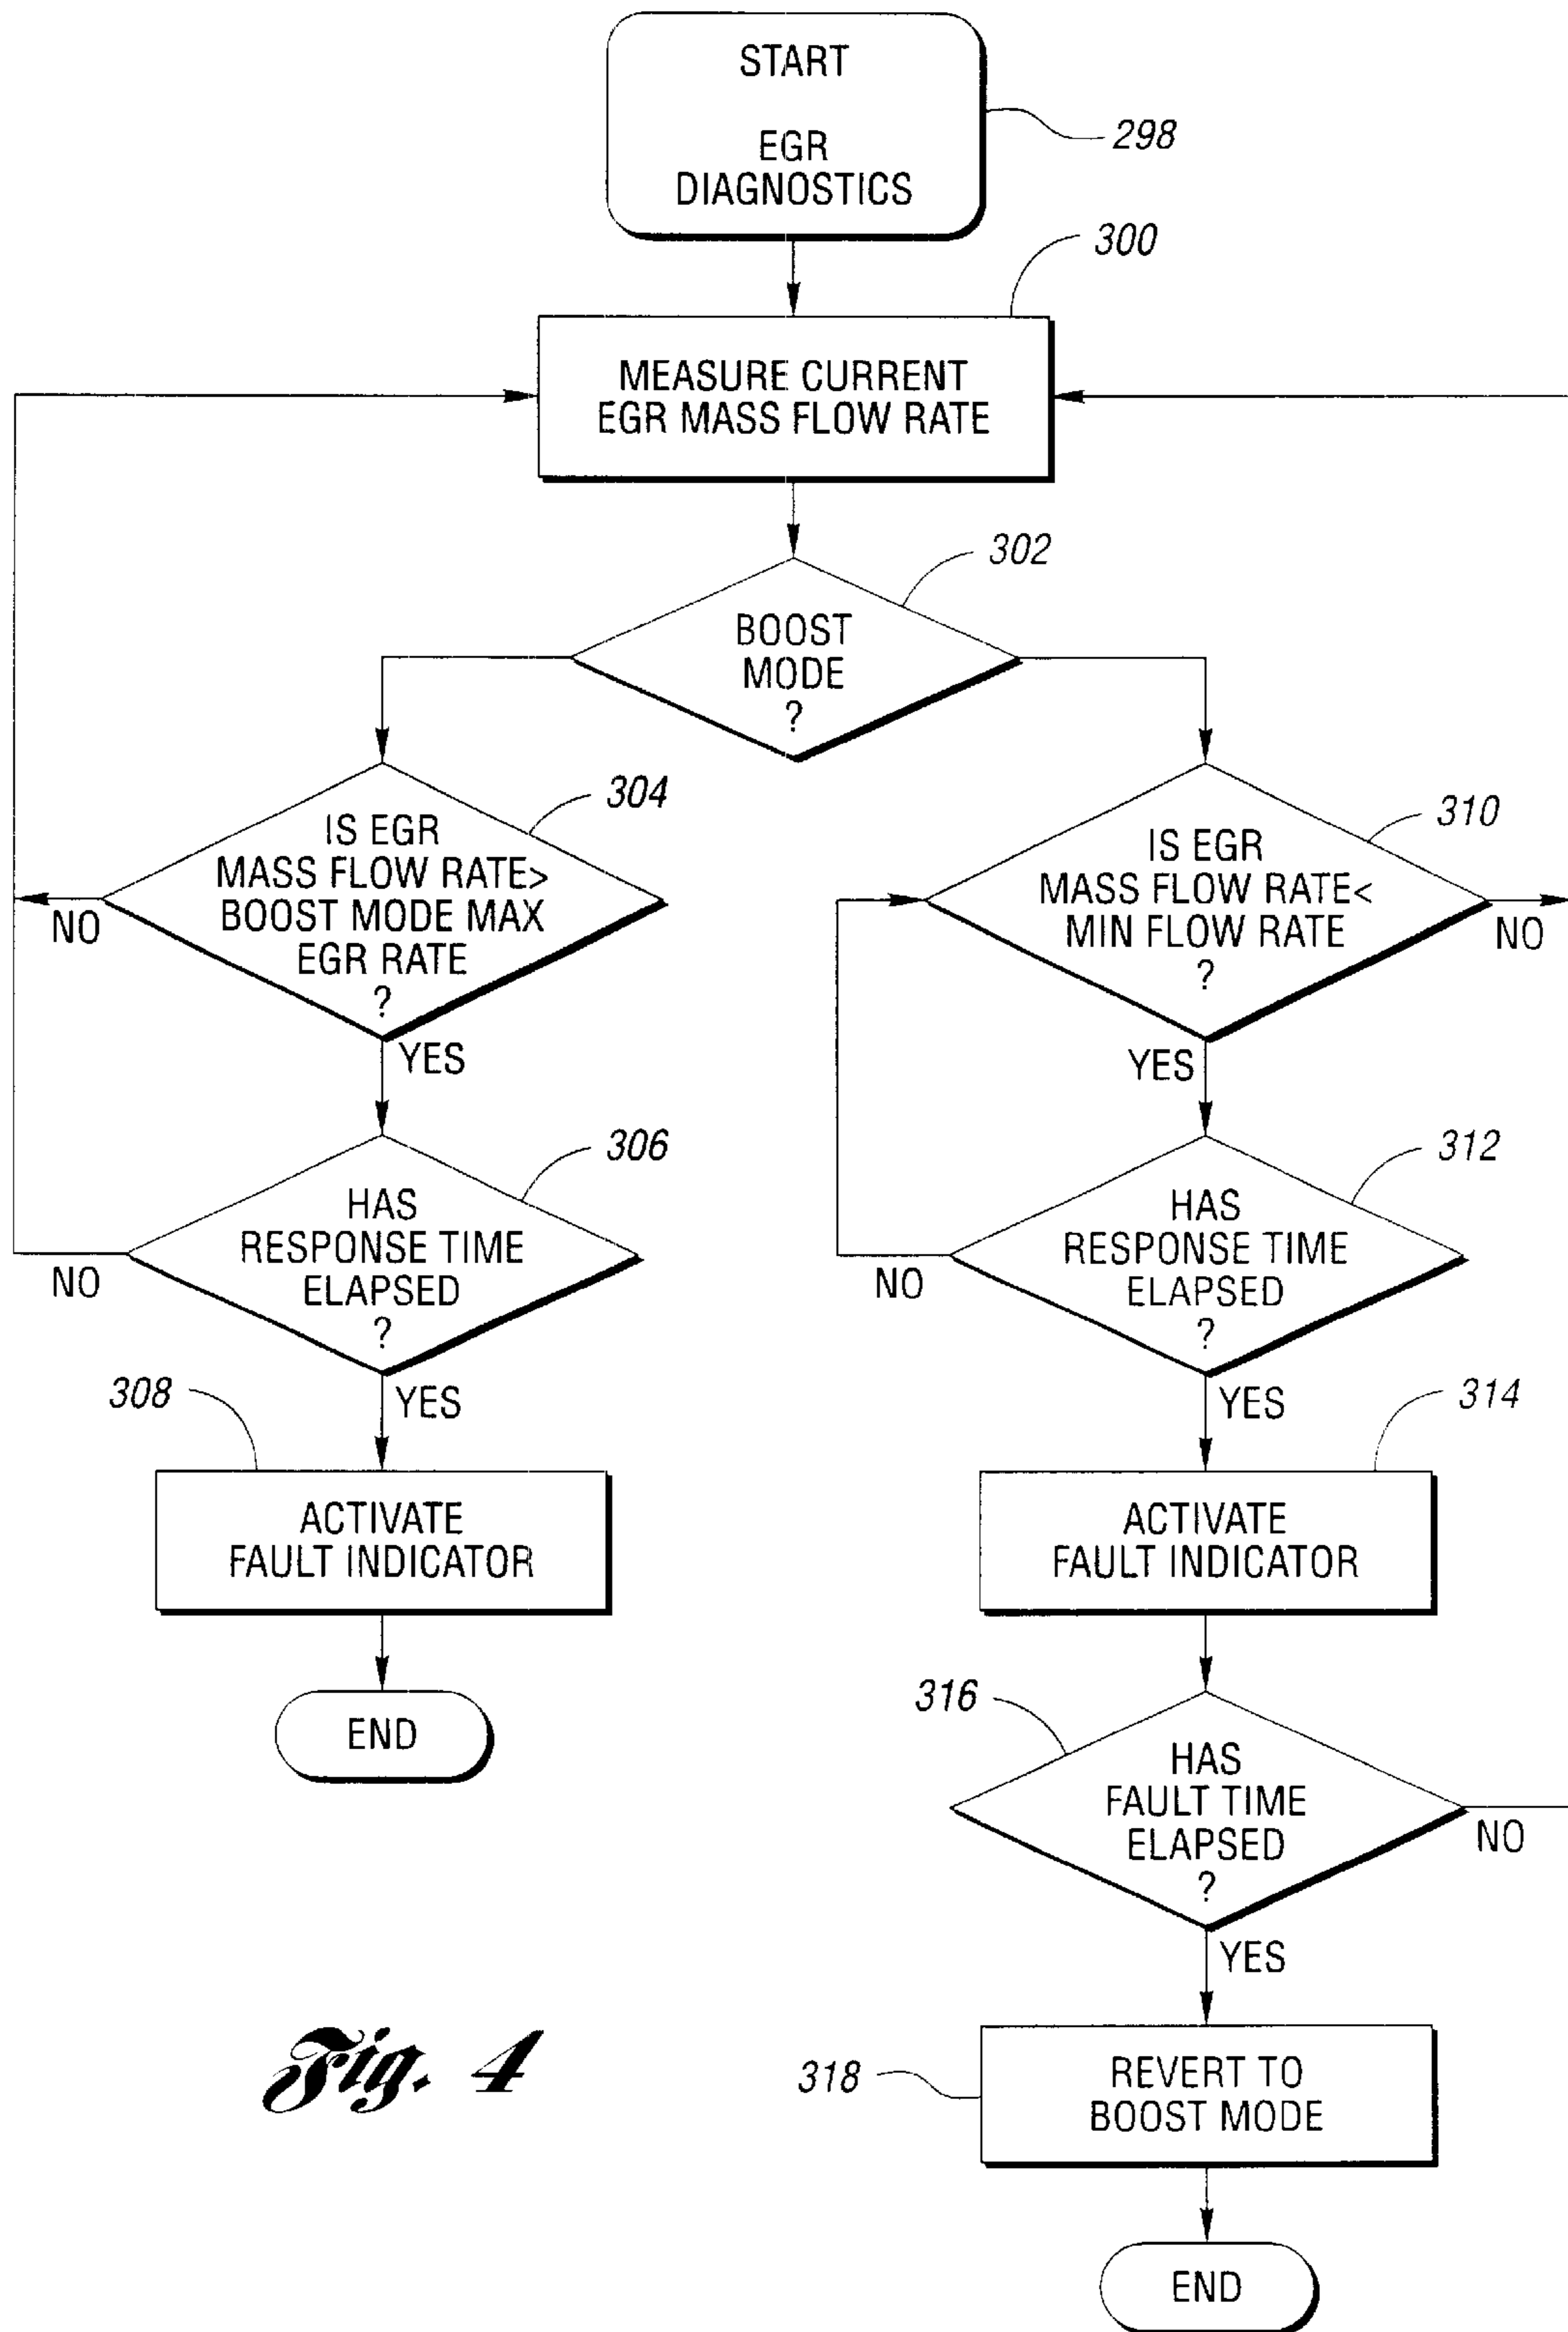 START
EGR
DIAGNOSTICS
298
300
MEASURE CURRENT
EGR MASS FLOW RATE
302
BOOST
MODE
?
304
IS EGR
MASS FLOW RATE>
BOOST MODE MAX
EGR RATE
?
NO
YES
306
HAS
RESPONSE TIME
ELAPSED
?
NO
YES
308
ACTIVATE
FAULT INDICATOR
END
310
IS EGR
MASS FLOW RATE<
MIN FLOW RATE
?
NO
YES
312
HAS
RESPONSE TIME
ELAPSED
?
NO
YES
314
ACTIVATE
FAULT INDICATOR
316
HAS
FAULT TIME
ELAPSED
?
NO
YES
318
REVERT TO
BOOST MODE
END
Fig. 4